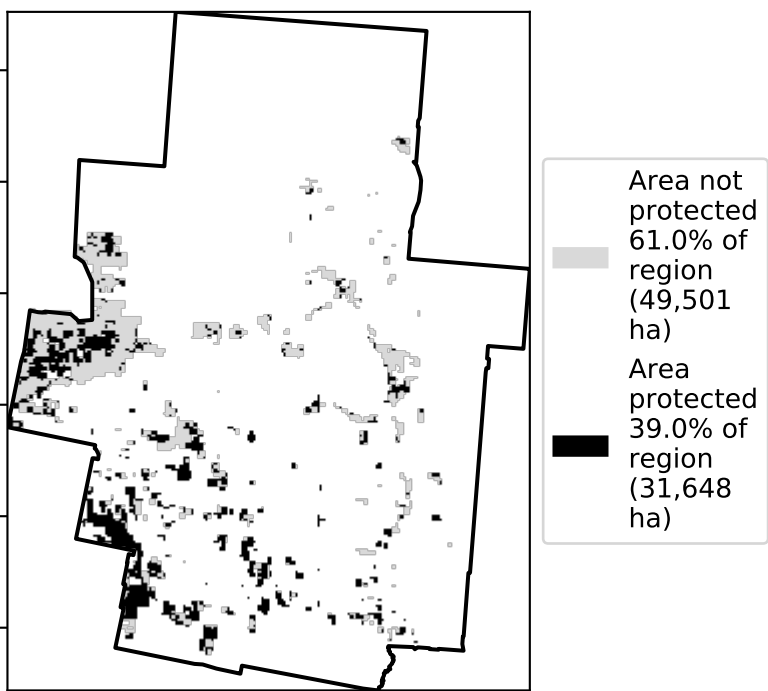 Area not
protected
61.0% of
region
(49,501
ha)
Area
protected
39.0% of
region
(31,648
ha)